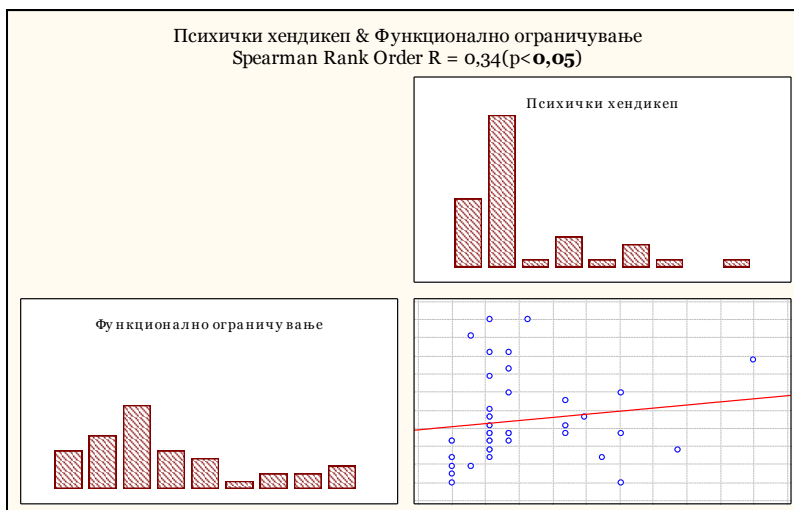 Психички хендикеп & Функционално ограничување
Spearman Rank Order R = 0,34(p<0,05)
Психички хендикеп
Функционално ограничување